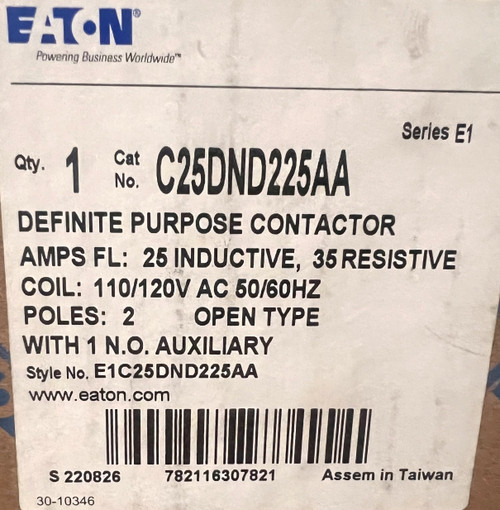 EATON®
Powering Business Worldwide™
Series E1
Qty. 1 Cat No. C25DND225AA
DEFINITE PURPOSE CONTACTOR
AMPS FL: 25 INDUCTIVE, 35 RESISTIVE
COIL: 110/120V AC 50/60HZ
POLES: 2 OPEN TYPE
WITH 1 N.O. AUXILIARY
Style No. E1C25DND225AA
www.eaton.com
S 220826 782116307821 Assem in Taiwan
30-10346